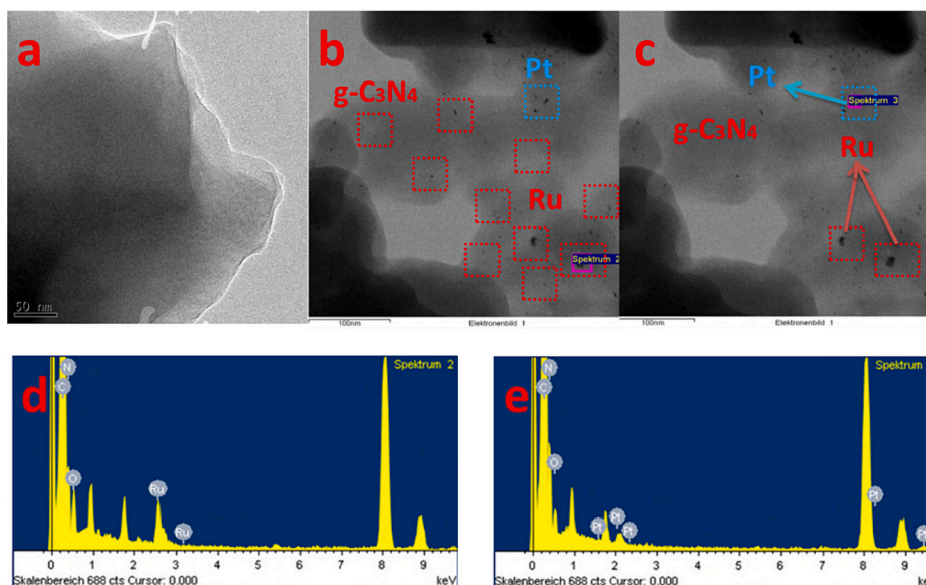 a
50 nm
b
g-C₃N₄
Pt
Ru
Spektrum 2
100nm
Elektronenbild 1
c
Pt
Spektrum 3
g-C₃N₄
Ru
100nm
Elektronenbild 1
d
Spektrum 2
N
C
O
Ru
Ru
0 1 2 3 4 5 6 7 8 9
Skalenbereich 688 cts Cursor: 0.000
keV
e
Spektrum
N
C
O
Pt
Pt
Pt
Pt
Pt
0 1 2 3 4 5 6 7 8 9
Skalenbereich 688 cts Cursor: 0.000
ke